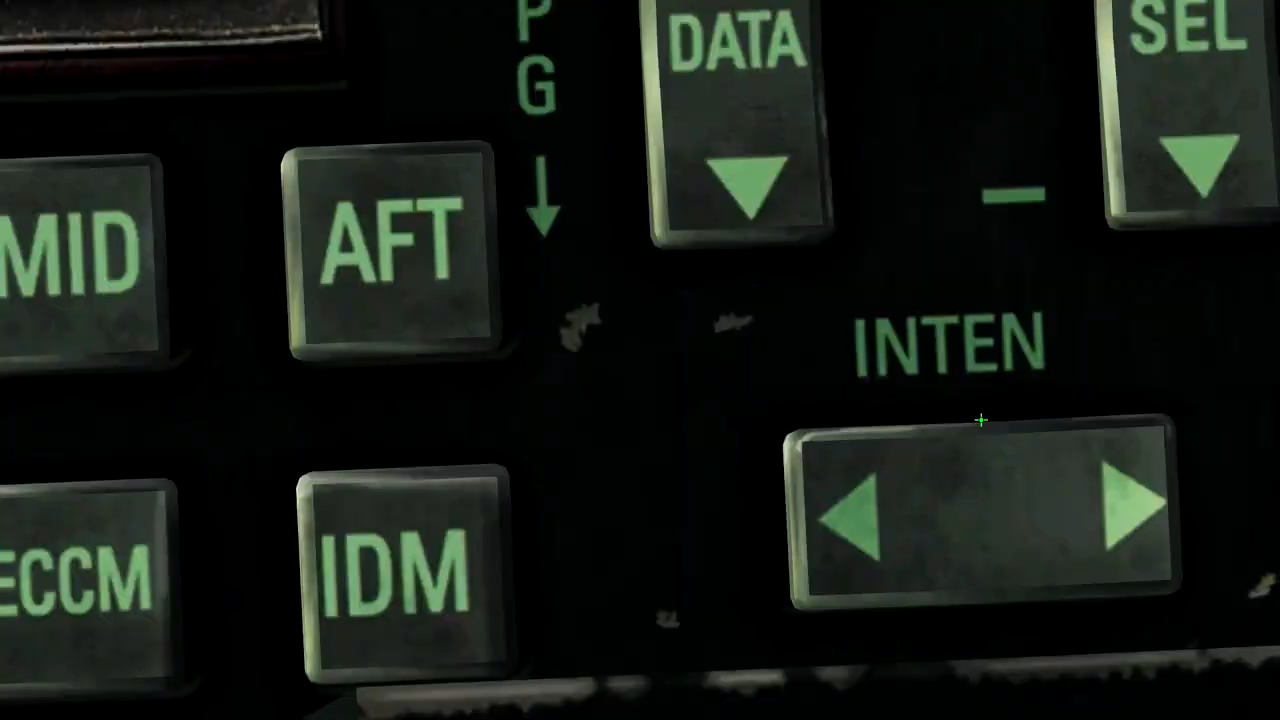 P
G
DATA
SEL
MID
AFT
INTEN
ECCM
IDM